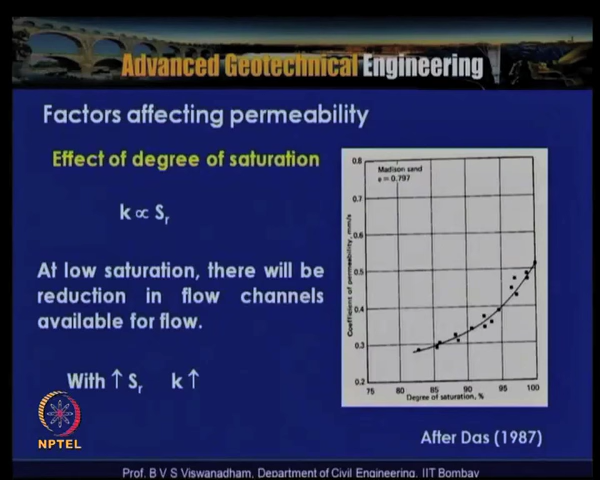 Advanced Geotechnical Engineering
Factors affecting permeability
Effect of degree of saturation
k ∝ Sr
At low saturation, there will be
reduction in flow channels
available for flow.
With ↑ Sr k ↑
NPTEL
Madison sand
e = 0.797
Coefficient of permeability, mm/s
0.8
0.7
0.6
0.5
0.4
0.3
0.2
75 80 85 90 95 100
Degree of saturation, %
After Das (1987)
Prof. B V S Viswanadham, Department of Civil Engineering, IIT Bombay